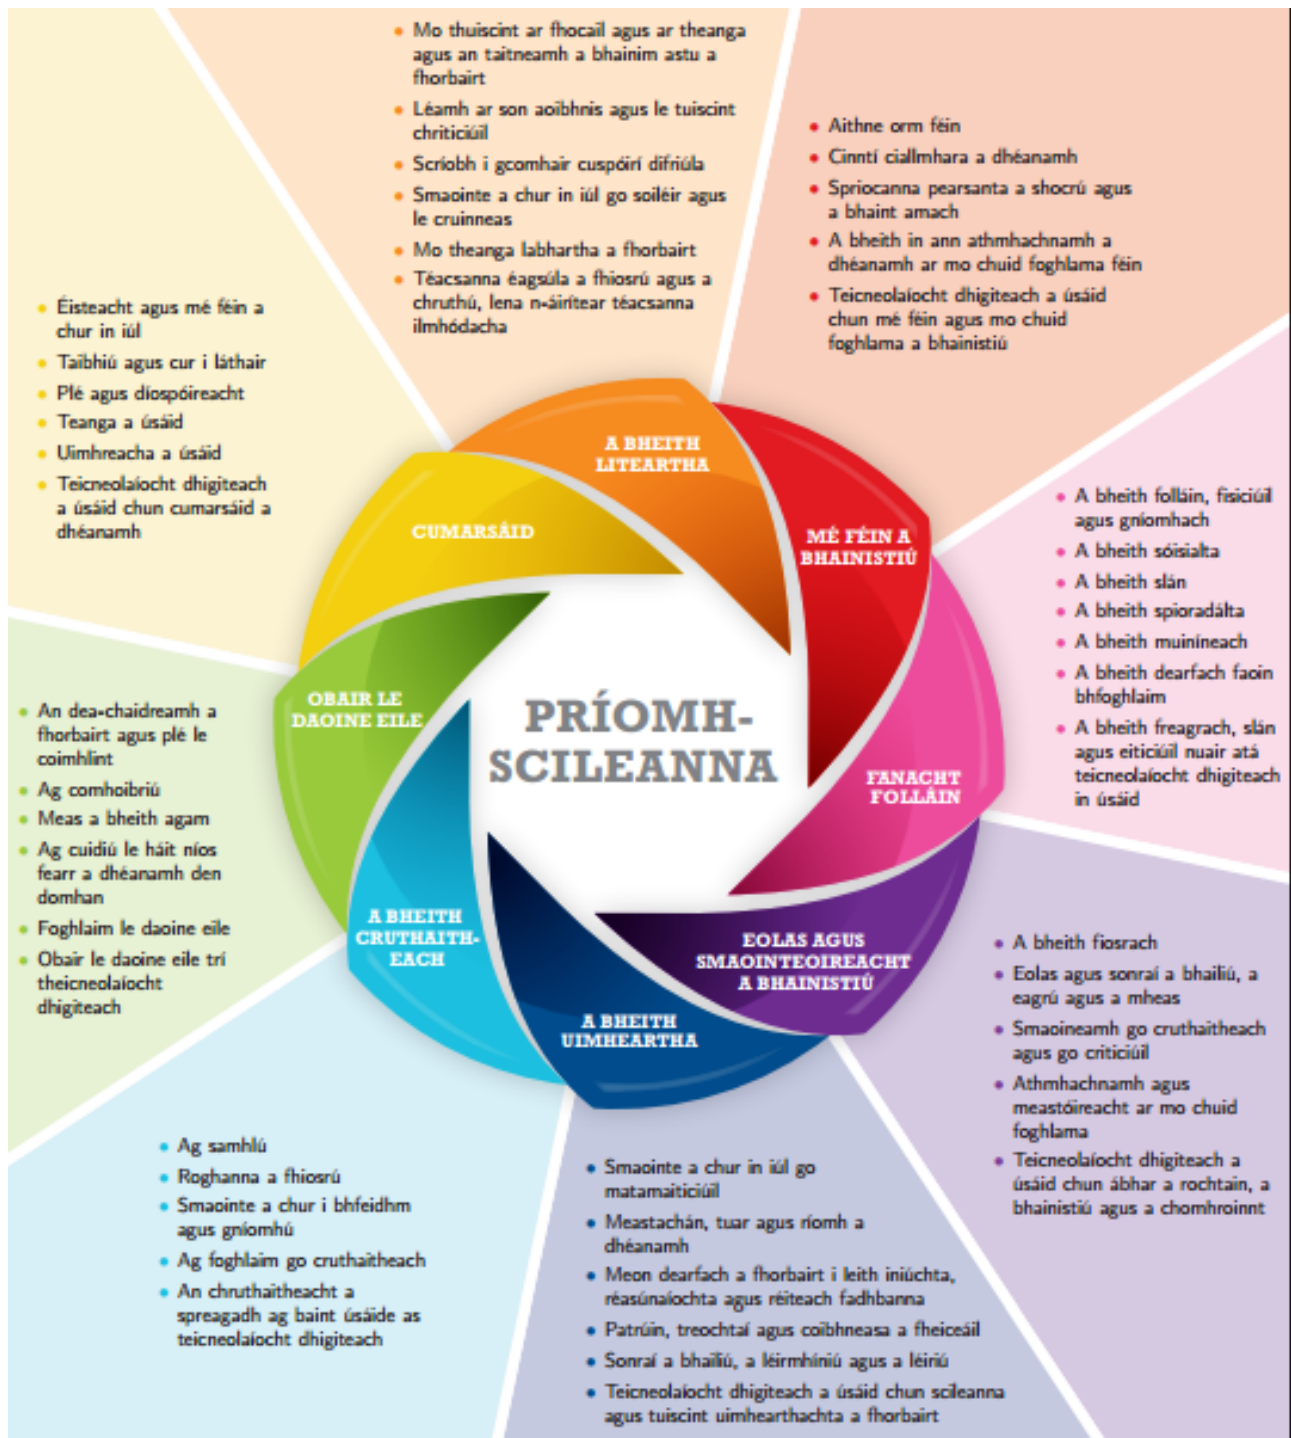 Mo thuiscint ar fhocail agus ar theanga
agus an taitneamh a bhainim astu a
fhorbairt
Léamh ar son aoibhnis agus le tuiscint
chriticiúil
Scríobh i gcomhair cuspóirí difriúla
Smaointe a chur in iúl go soiléir agus
le cruinneas
Mo theanga labhartha a fhorbairt
Téacsanna éagsúla a fhiosrú agus a
chruthú, lena n-áirítear téacsanna
ilmhódacha
Aithne orm féin
Cinntí ciallmhara a dhéanamh
Spriocanna pearsanta a shocrú agus
a bhaint amach
A bheith in ann athmhachnamh a
dhéanamh ar mo chuid foghlama féin
Teicneolaíocht dhigiteach a úsáid
chun mé féin agus mo chuid
foghlama a bhainistiú
Éisteacht agus mé féin a
chur in iúl
Taibhiú agus cur i láthair
Plé agus díospóireacht
Teanga a úsáid
Uimhreacha a úsáid
Teicneolaíocht dhigiteach
a úsáid chun cumarsáid a
dhéanamh
A bheith folláin, fisiciúil
agus gníomhach
A bheith sóisialta
A bheith slán
A bheith spioradálta
A bheith muiníneach
A bheith dearfach faoin
bhfoghlaim
A bheith freagrach, slán
agus eiticiúil nuair atá
teicneolaíocht dhigiteach
in úsáid
A BHEITH
LITEARTHA
CUMARSÁID
MÉ FÉIN A
BHAINISTIÚ
OBAIR LE
DAOINE EILE
PRÍOMH-
SCILEANNA
FANACHT
FOLLÁIN
A BHEITH
CRUTHAITH-
EACH
EOLAS AGUS
SMAOINTEOIREACHT
A BHAINISTIÚ
A BHEITH
UIMHEARTHA
An dea-chaidreamh a
fhorbairt agus plé le
coimhlint
Ag comhoibriú
Meas a bheith agam
Ag cuidiú le háit níos
fearr a dhéanamh den
domhan
Foghlaim le daoine eile
Obair le daoine eile trí
theicneolaíocht
dhigiteach
A bheith fiosrach
Eolas agus sonraí a bhailiú, a
eagrú agus a mheas
Smaoineamh go cruthaitheach
agus go criticiúil
Athmhachnamh agus
meastóireacht ar mo chuid
foghlama
Teicneolaíocht dhigiteach a
úsáid chun ábhar a rochtain, a
bhainistiú agus a chomhroinnt
Ag samhlú
Roghanna a fhiosrú
Smaointe a chur i bhfeidhm
agus gníomhú
Ag foghlaim go cruthaitheach
An chruthaitheacht a
spreagadh ag baint úsáide as
teicneolaíocht dhigiteach
Smaointe a chur in iúl go
matamaiticiúil
Meastachán, tuar agus ríomh a
dhéanamh
Meon dearfach a fhorbairt i leith iniúchta,
réasúnaíochta agus réiteach fadhbanna
Patrúin, treochtaí agus coibhneasa a fheiceáil
Sonraí a bhailiú, a léirmhíniú agus a léiriú
Teicneolaíocht dhigiteach a úsáid chun scileanna
agus tuiscint uimhearthachta a fhorbairt